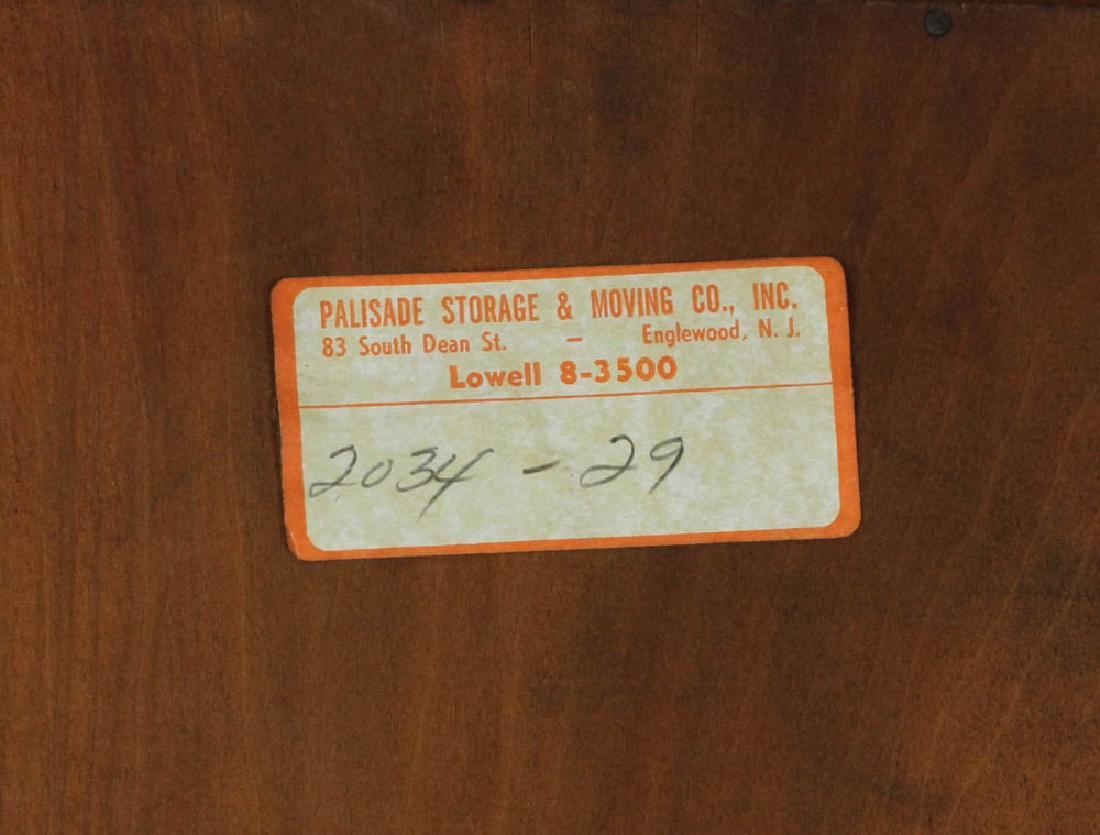 PALISADE STORAGE & MOVING CO., INC.
83 South Dean St. – Englewood, N. J.
Lowell 8-3500
2034 - 29